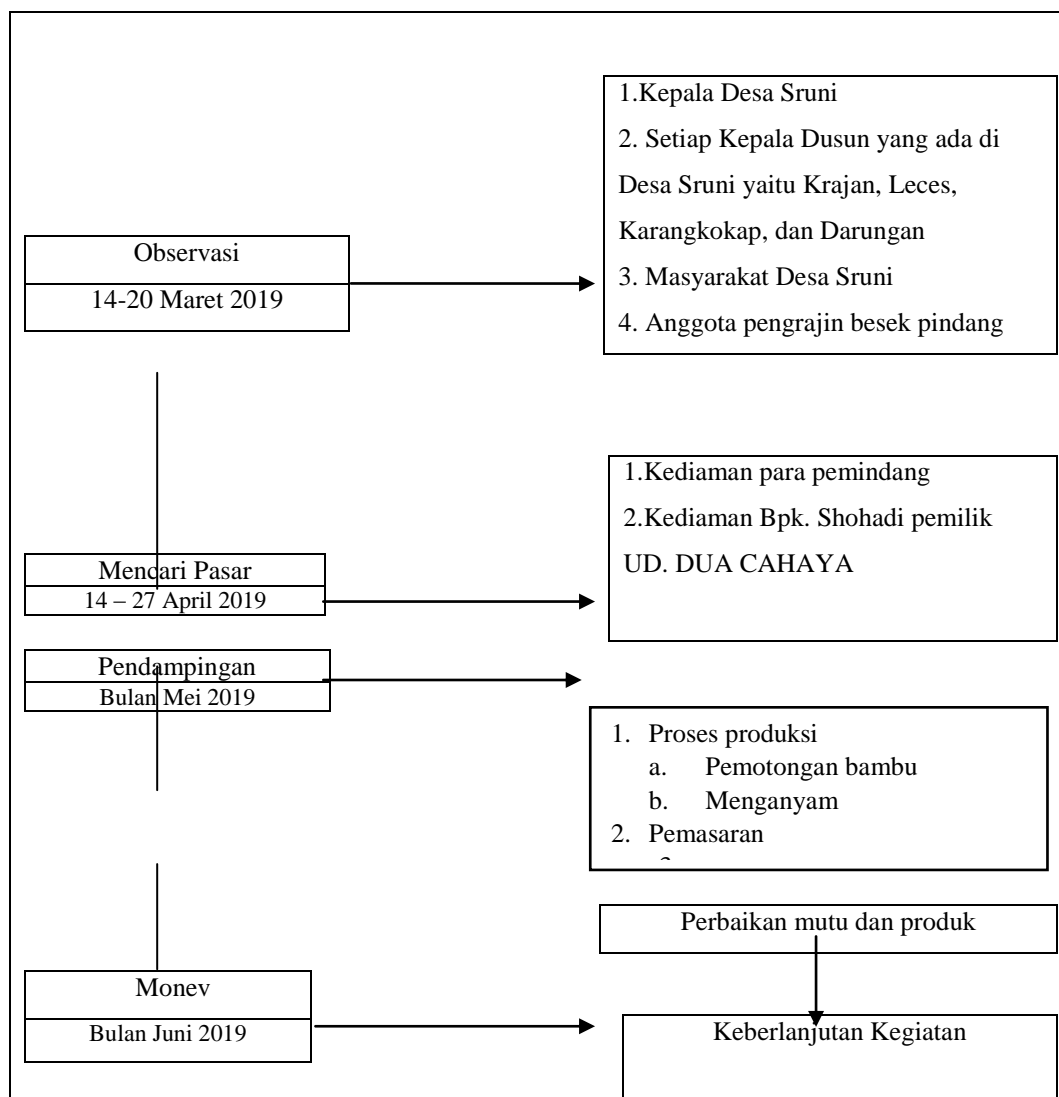 Observasi
14-20 Maret 2019
1.Kepala Desa Sruni
2. Setiap Kepala Dusun yang ada di
Desa Sruni yaitu Krajan, Leces,
Karangkokap, dan Darungan
3. Masyarakat Desa Sruni
4. Anggota pengrajin besek pindang
Mencari Pasar
14 – 27 April 2019
1.Kediaman para pemindang
2.Kediaman Bpk. Shohadi pemilik
UD. DUA CAHAYA
Pendampingan
Bulan Mei 2019
1. Proses produksi
a. Pemotongan bambu
b. Menganyam
2. Pemasaran
Perbaikan mutu dan produk
Monev
Bulan Juni 2019
Keberlanjutan Kegiatan